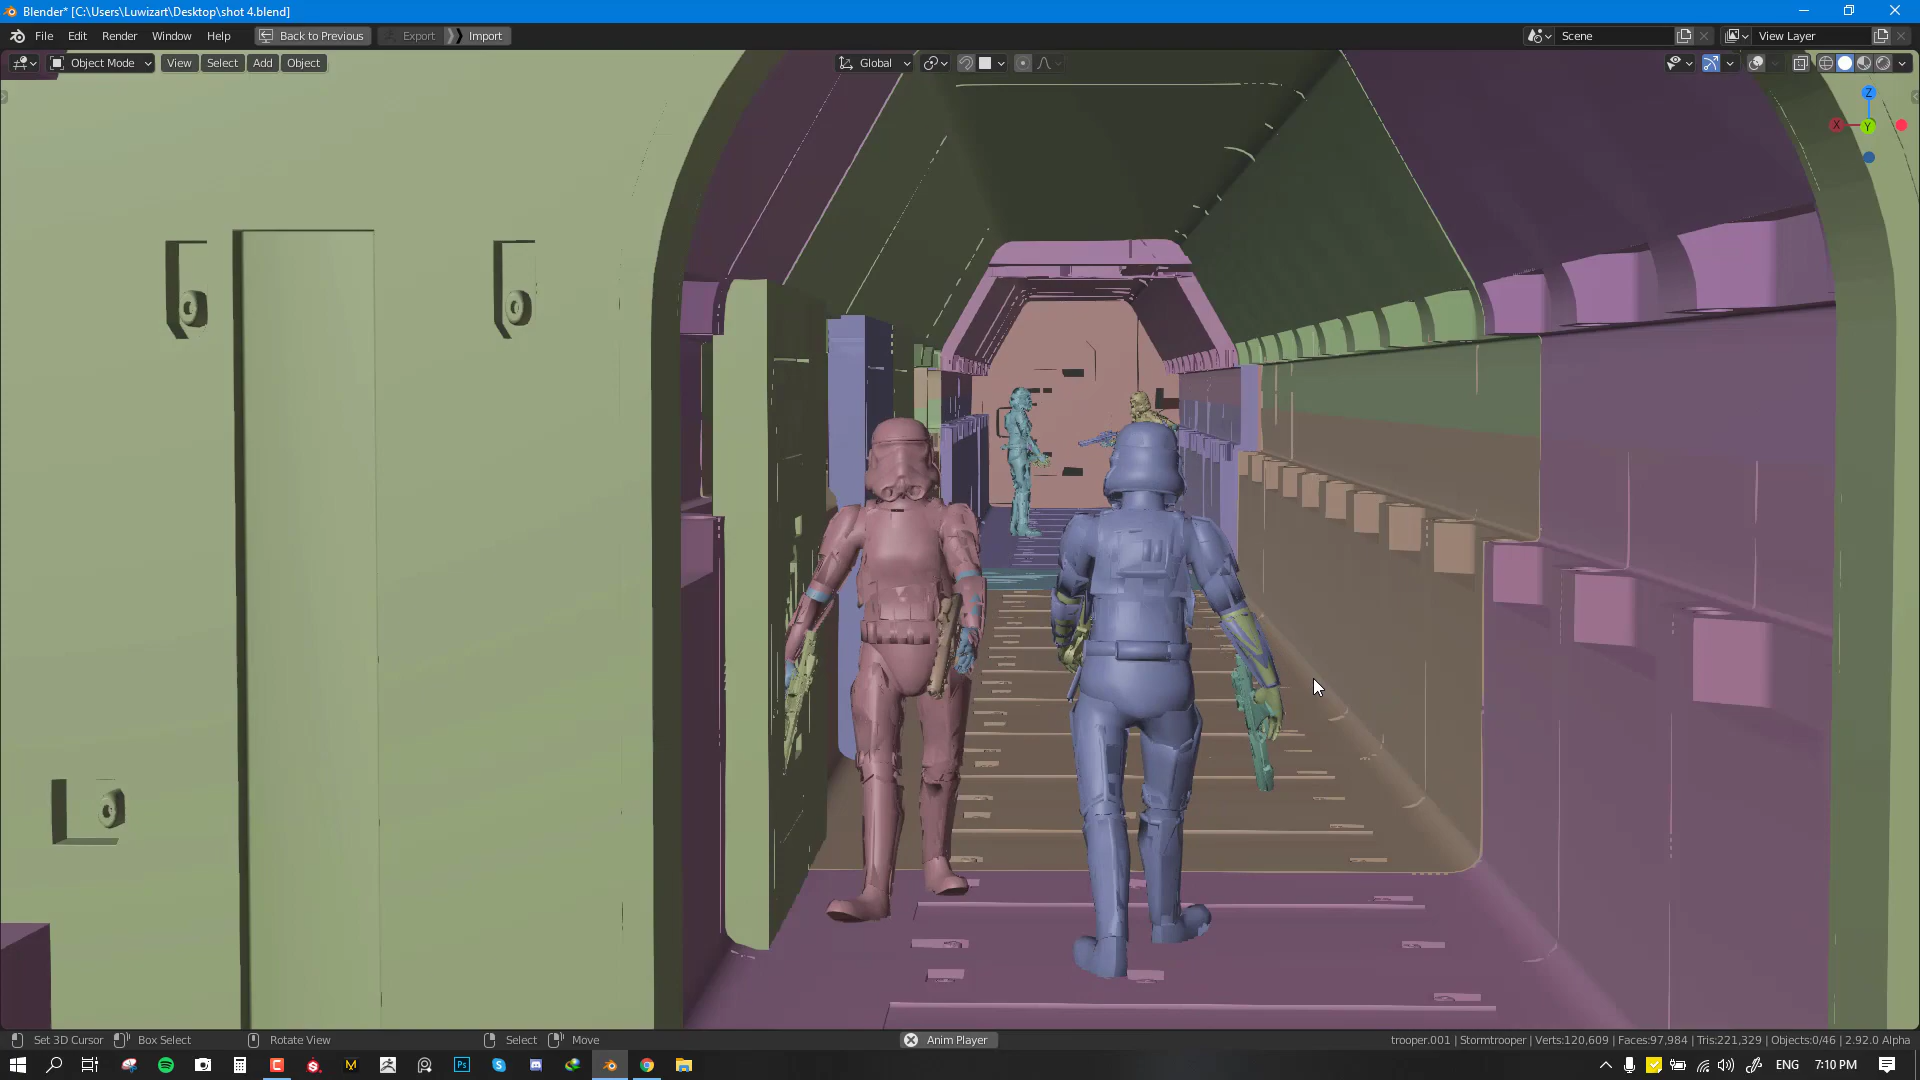 Blender* [C:\Users\Luwizart\Desktop\shot 4.blend]
File Edit Render Window Help Back to Previous Export Import Scene View Layer
Object Mode View Select Add Object Global
Z
X Y
Set 3D Cursor Box Select Rotate View Select Move Anim Player trooper.001 | Stormtrooper | Verts:120,609 | Faces:97,984 | Tris:221,329 | Objects:0/46 | 2.92.0 Alpha
Ps ENG 7:10 PM